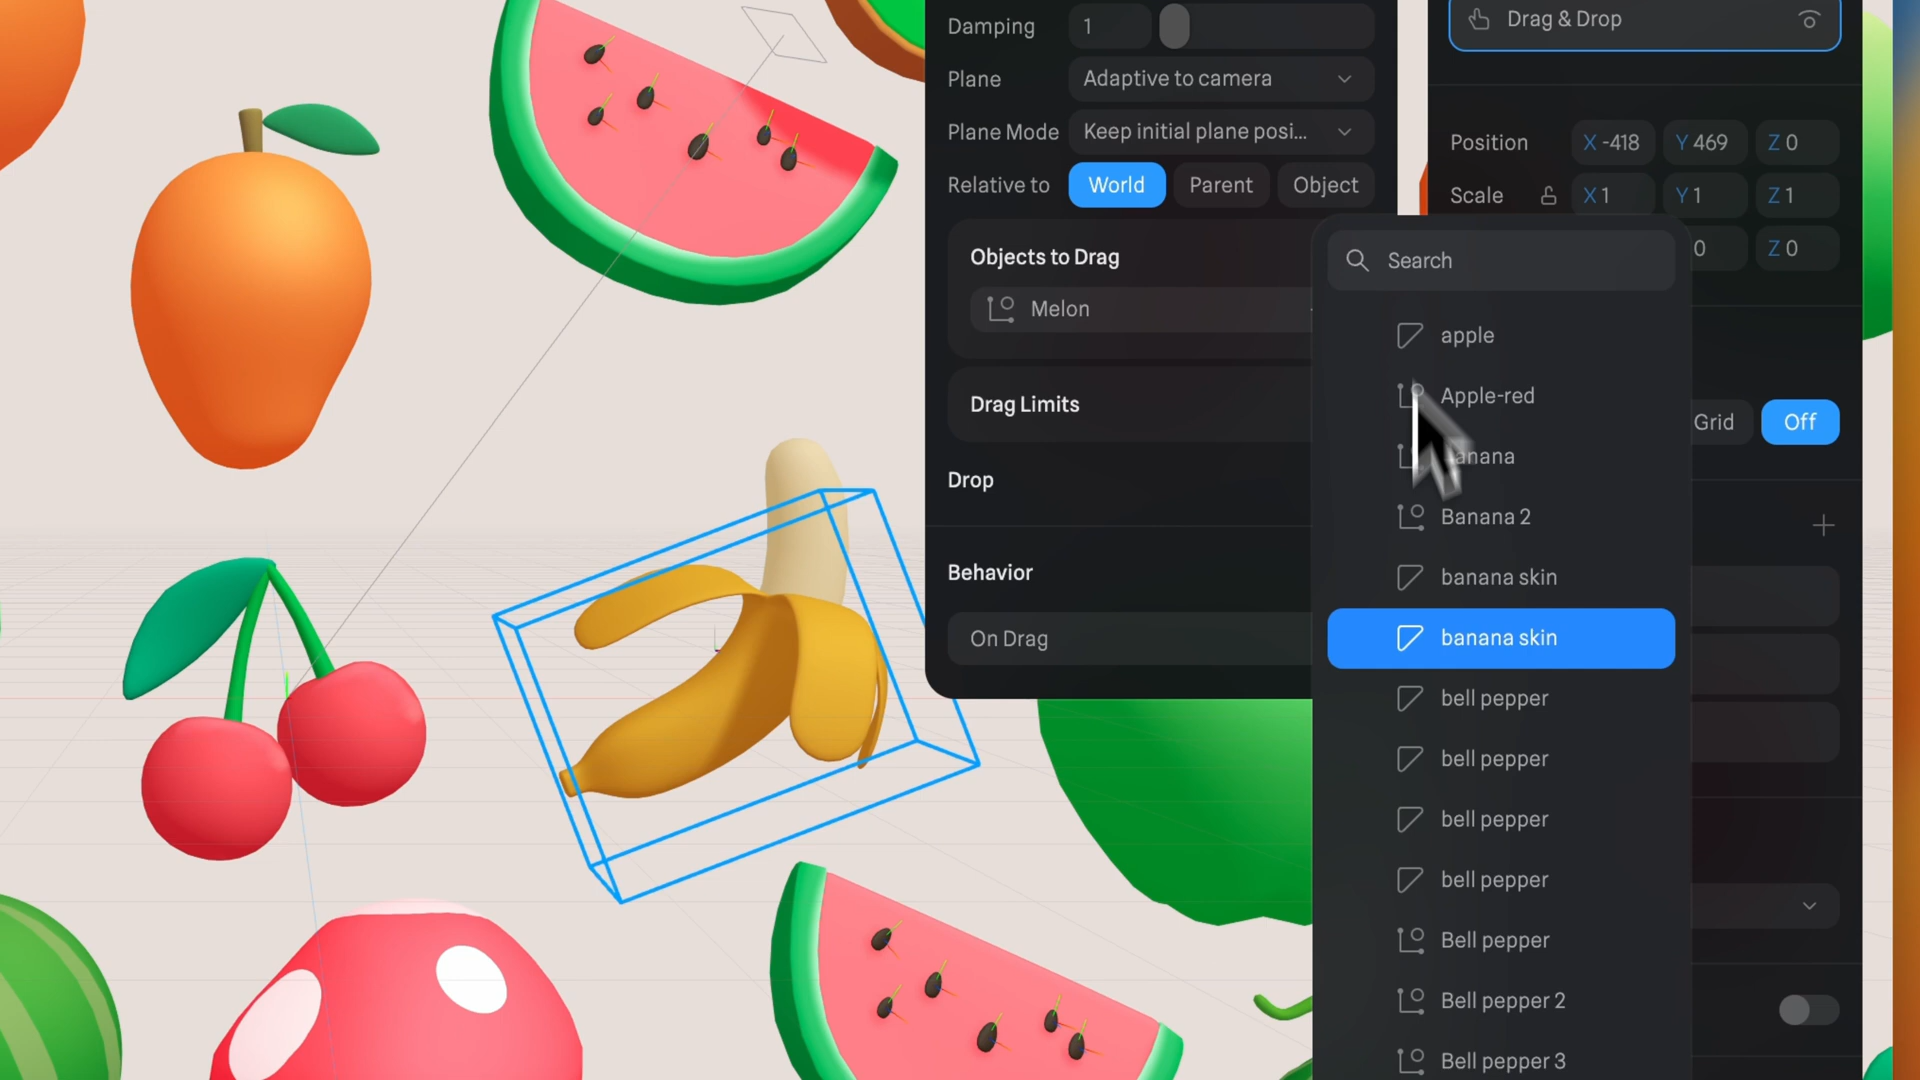 Damping
1
Plane
Adaptive to camera
Plane Mode
Keep initial plane posi...
Relative to
World
Parent
Object
Objects to Drag
Melon
Drag Limits
Drop
Behavior
On Drag
Drag & Drop
Position
X -418
Y 469
Z 0
Scale
X 1
Y 1
Z 1
0
Z 0
Grid
Off
Search
apple
Apple-red
anana
Banana 2
banana skin
banana skin
bell pepper
bell pepper
bell pepper
bell pepper
Bell pepper
Bell pepper 2
Bell pepper 3